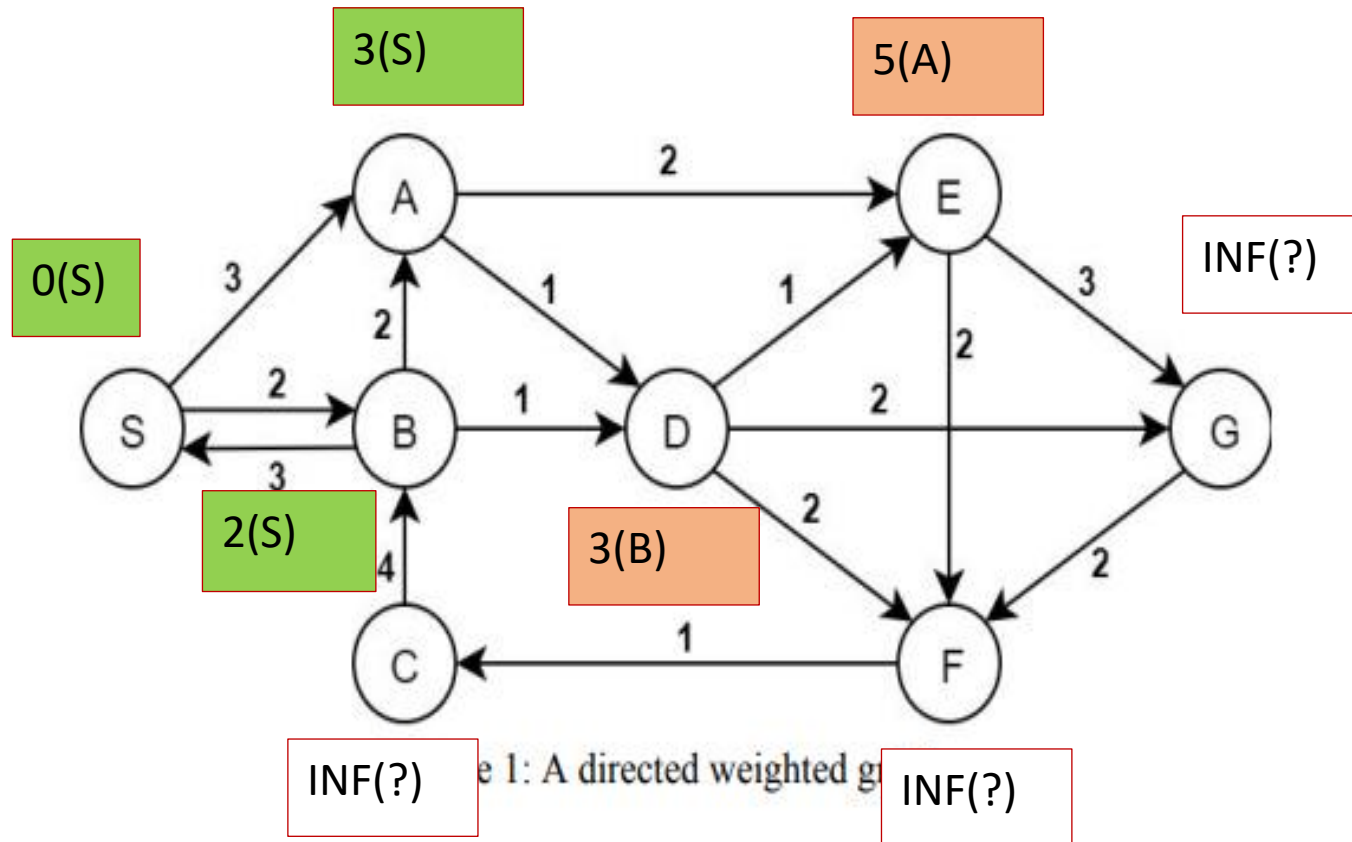 3(S)
5(A)
A
2
E
INF(?)
0(S)
3
1
1
3
2
2
S
2
B
1
D
2
G
3
2(S)
4
3(B)
2
2
C
1
F
INF(?)
e 1: A directed weighted g
INF(?)